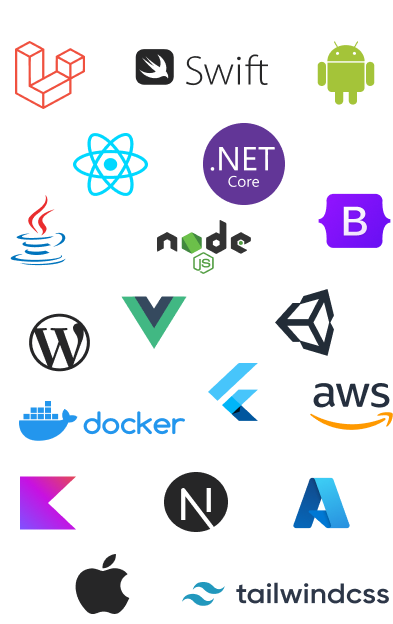 Swift
.NET
Core
B
node
JS
W
aws
docker
N
tailwindcss